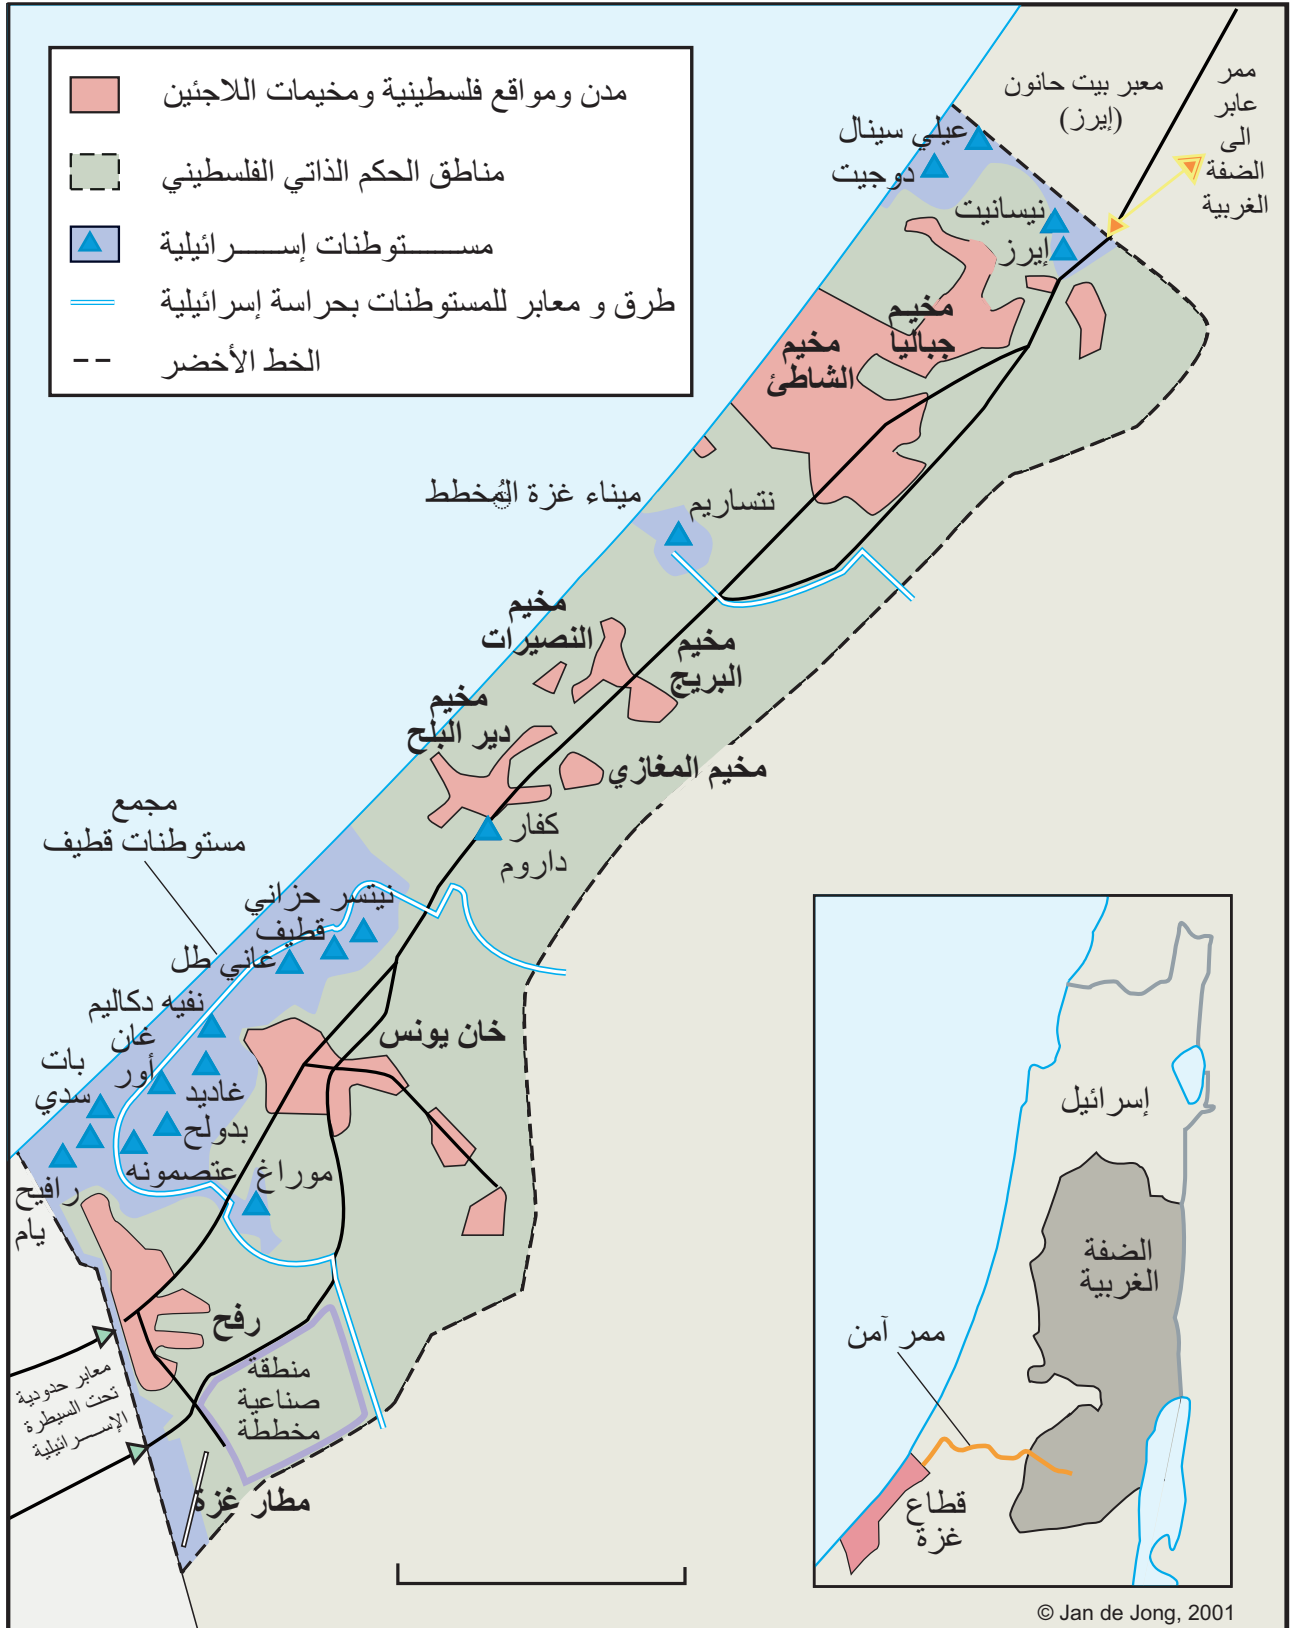 مدن ومواقع فلسطينية ومخيمات اللاجئين
مناطق الحكم الذاتي الفلسطيني
مســـــــتوطنات إســـــــرائيلية
طرق و معابر للمستوطنات بحراسة إسرائيلية
الخط الأخضر
معبر بيت حانون
(إيرز)
ممر
عابر
الى
الضفة
الغربية
عيلي سينال
دوجيت
نيسانيت
إيرز
مخيم
جباليا
مخيم
الشاطئ
ميناء غزة المُخطط
نتساريم
مخيم
النصيرات
مخيم
البريج
مخيم
دير البلح
مخيم المغازي
كفار
داروم
مجمع
مستوطنات قطيف
نيتسر حزاني
قطيف
غاني طل
نفيه دكاليم
غان
أور
بات
سدي
غاديد
بدولح
عتصمونه
موراغ
رافيح
يام
خان يونس
رفح
منطقة
صناعية
مخططة
معابر حدودية
تحت السيطرة
الإســـرائيلية
مطار غزة
إسرائيل
الضفة
الغربية
ممر آمن
قطاع
غزة
© Jan de Jong, 2001